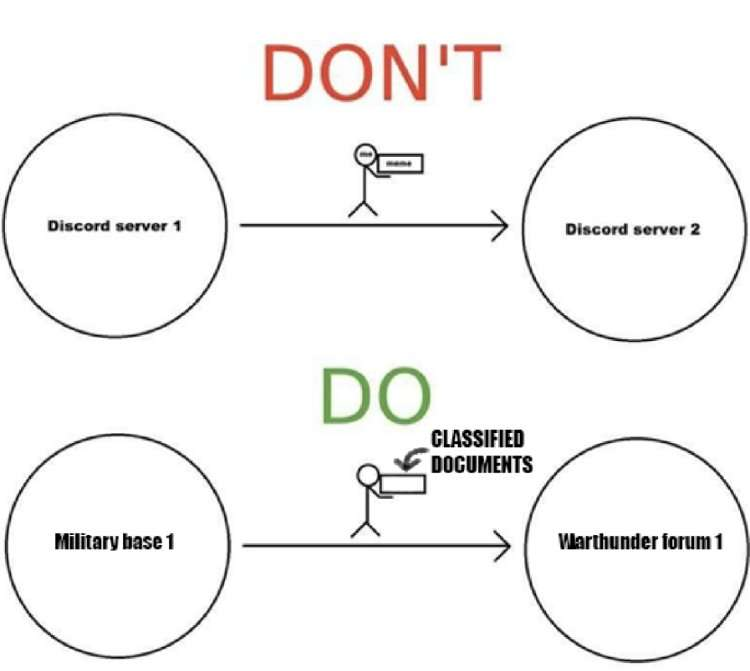 DON'T
me
meme
Discord server 1
Discord server 2
DO
CLASSIFIED
DOCUMENTS
Military base 1
Warthunder forum 1